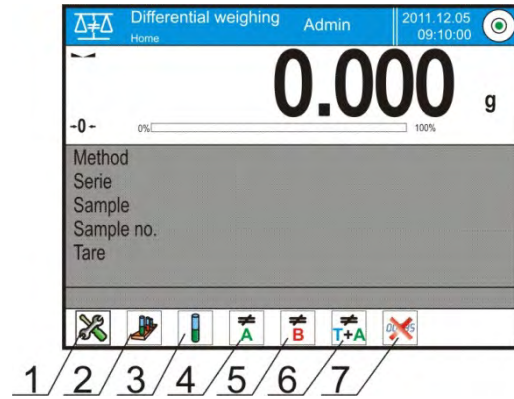 Differential weighing
Home
Admin
2011.12.05
09:10:00
0.000 g
→0←
0% 100%
Method
Serie
Sample
Sample no.
Tare
≠
A
≠
B
≠
T+A
1 2 3 4 5 6 7